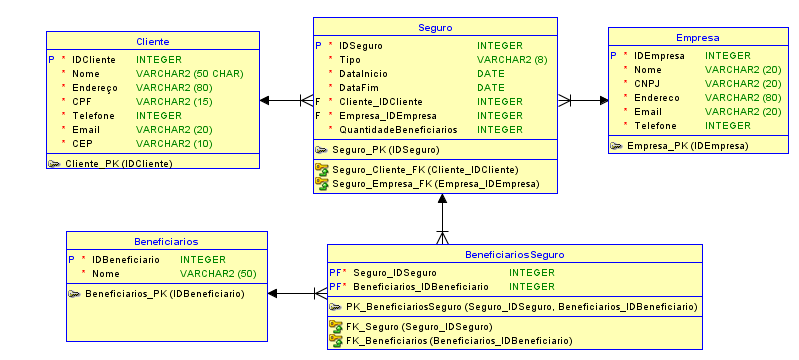 Cliente
P * IDCliente INTEGER
* Nome VARCHAR2 (50 CHAR)
* Endereço VARCHAR2 (80)
* CPF VARCHAR2 (15)
* Telefone INTEGER
* Email VARCHAR2 (20)
* CEP VARCHAR2 (10)
Cliente_PK (IDCliente)
Seguro
P * IDSeguro INTEGER
* Tipo VARCHAR2 (8)
* DataInicio DATE
* DataFim DATE
F * Cliente_IDCliente INTEGER
F * Empresa_IDEmpresa INTEGER
* QuantidadeBeneficiarios INTEGER
Seguro_PK (IDSeguro)
Seguro_Cliente_FK (Cliente_IDCliente)
Seguro_Empresa_FK (Empresa_IDEmpresa)
Empresa
P * IDEmpresa INTEGER
* Nome VARCHAR2 (20)
* CNPJ VARCHAR2 (20)
* Endereco VARCHAR2 (80)
* Email VARCHAR2 (20)
* Telefone INTEGER
Empresa_PK (IDEmpresa)
Beneficiarios
P * IDBeneficiario INTEGER
* Nome VARCHAR2 (50)
Beneficiarios_PK (IDBeneficiario)
BeneficiariosSeguro
PF* Seguro_IDSeguro INTEGER
PF* Beneficiarios_IDBeneficiario INTEGER
PK_BeneficiariosSeguro (Seguro_IDSeguro, Beneficiarios_IDBeneficiario)
FK_Seguro (Seguro_IDSeguro)
FK_Beneficiarios (Beneficiarios_IDBeneficiario)